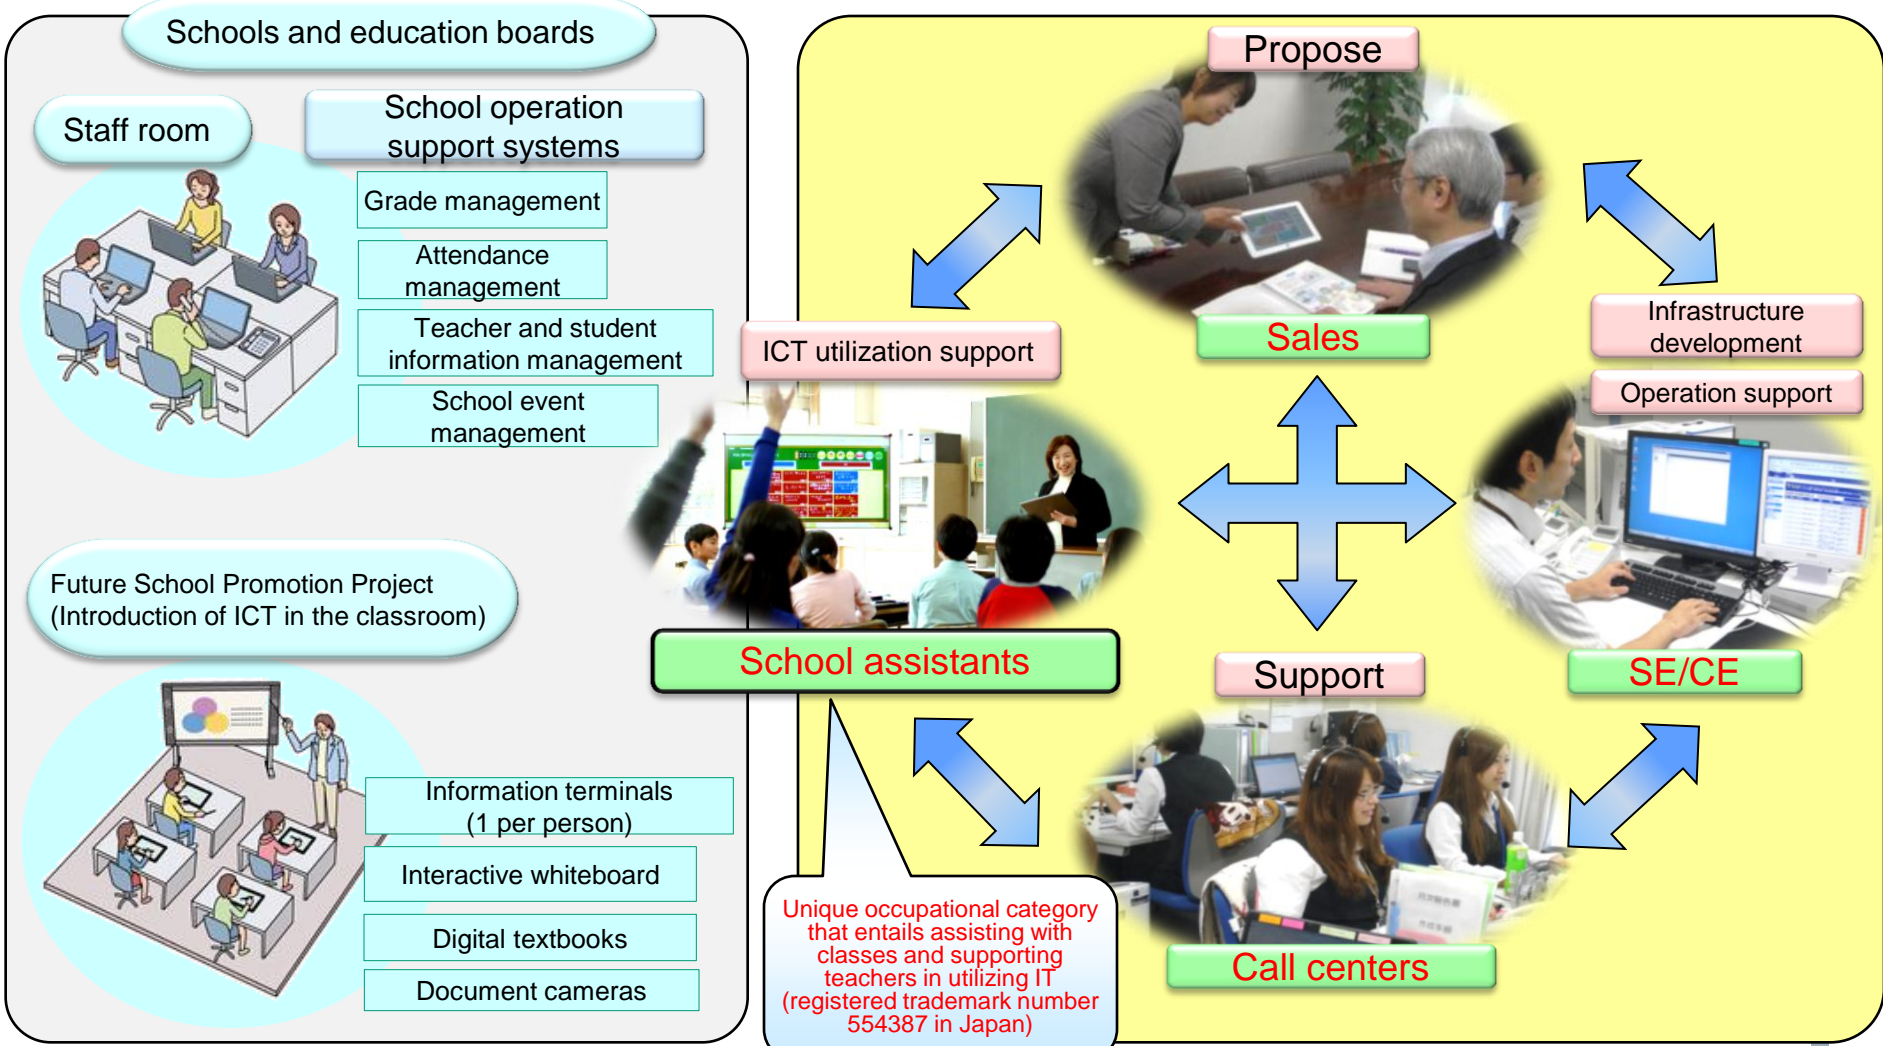 Schools and education boards
Staff room
School operation
support systems
Grade management
Attendance
management
Teacher and student
information management
School event
management
Future School Promotion Project
(Introduction of ICT in the classroom)
Information terminals
(1 per person)
Interactive whiteboard
Digital textbooks
Document cameras
Propose
Sales
ICT utilization support
School assistants
Infrastructure
development
Operation support
SE/CE
Support
Call centers
Unique occupational category
that entails assisting with
classes and supporting
teachers in utilizing IT
(registered trademark number
554387 in Japan)